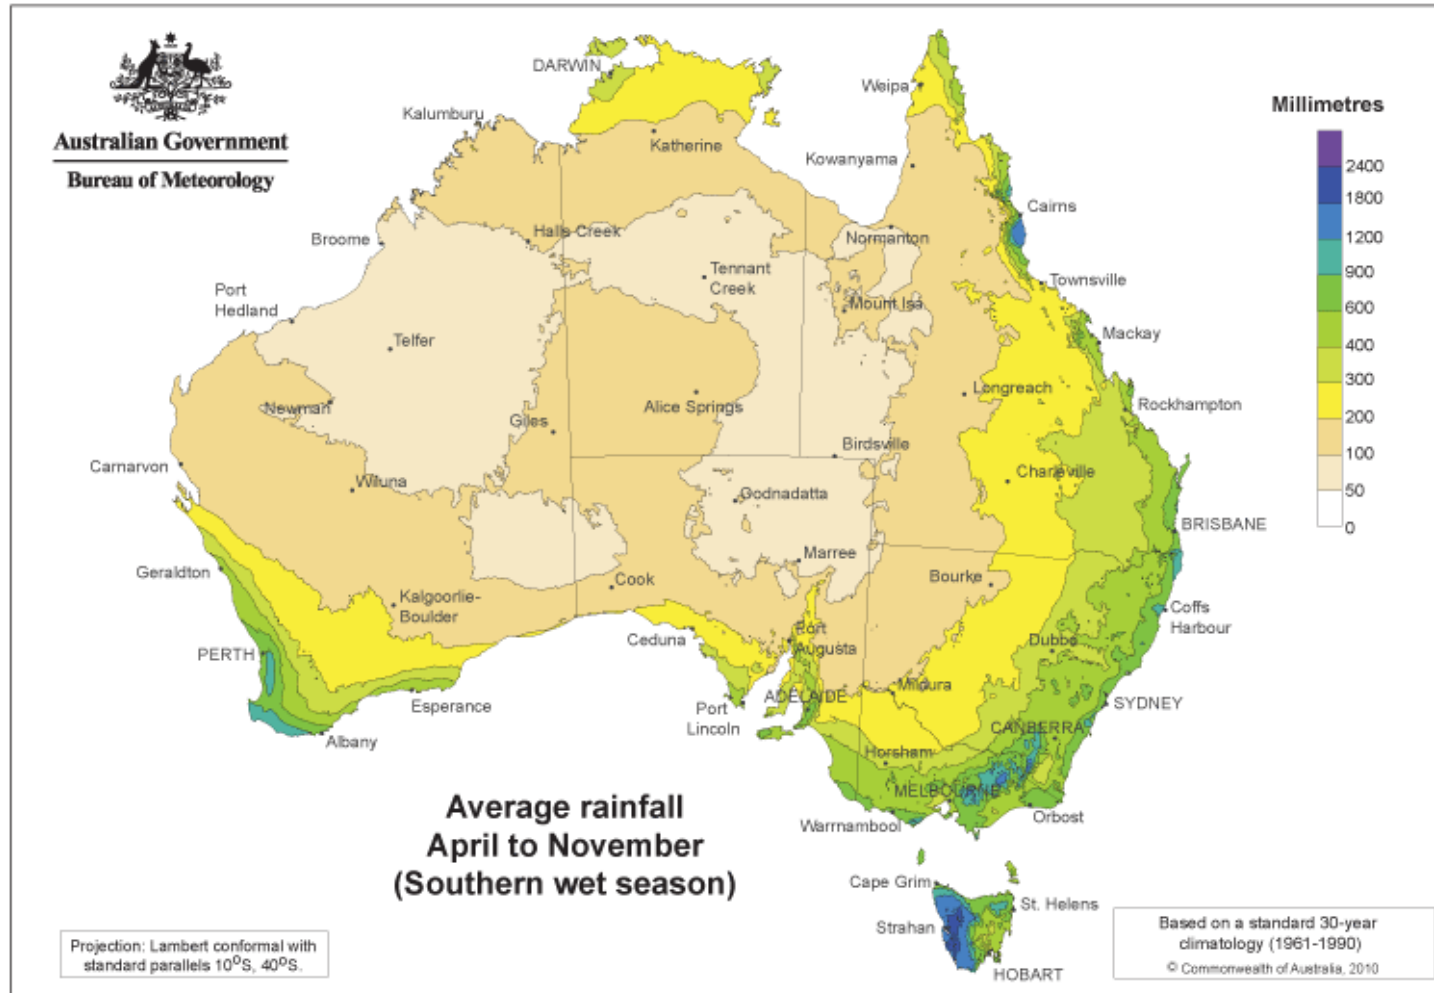 Australian Government
Bureau of Meteorology
DARWIN
Weipa
Millimetres
Kalumburu
Katherine
Kowanyama
2400
1800
1200
900
600
400
300
200
100
50
0
Cairns
Broome
Halls Creek
Normanton
Tennant
Creek
Townsville
Port
Hedland
Mount Isa
Telfer
Mackay
Longreach
Newman
Alice Springs
Rockhampton
Giles
Birdsville
Carnarvon
Charleville
Wiluna
Oodnadatta
BRISBANE
Marree
Geraldton
Cook
Bourke
Kalgoorlie-
Boulder
Coffs
Harbour
Ceduna
Port
Augusta
Dubbo
PERTH
Mildura
ADELAIDE
SYDNEY
Esperance
Port
Lincoln
CANBERRA
Albany
Horsham
MELBOURNE
Average rainfall
April to November
(Southern wet season)
Warrnambool
Orbost
Cape Grim
St. Helens
Strahan
HOBART
Projection: Lambert conformal with
standard parallels 10°S, 40°S.
Based on a standard 30-year
climatology (1961-1990)
© Commonwealth of Australia, 2010